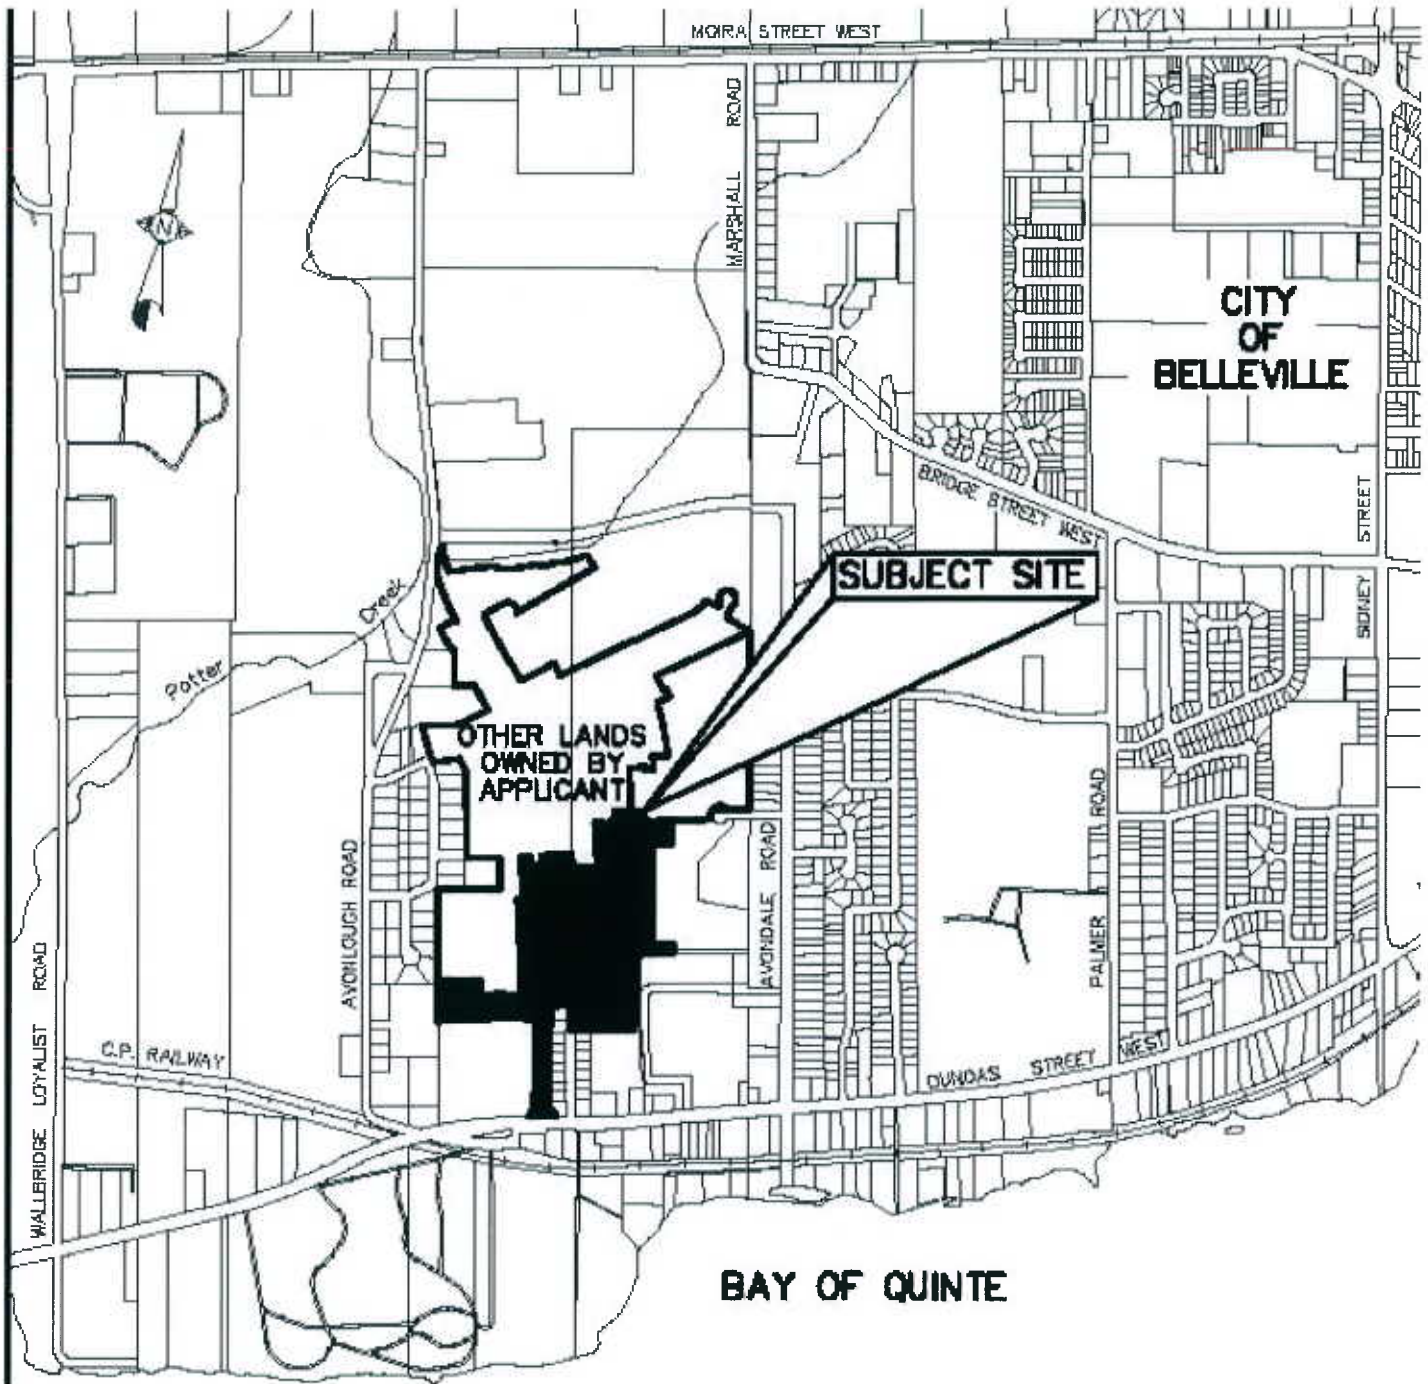 MOIRA STREET WEST
MARSHALL ROAD
N
CITY
OF
BELLEVILLE
BRIDGE STREET WEST
SIDNEY STREET
SUBJECT SITE
Potter Creek
OTHER LANDS
OWNED BY
APPLICANT
AVONLOUGH ROAD
AVONDALE ROAD
PALMER ROAD
WALLBRIDGE LOYALIST ROAD
C.P. RAILWAY
DUNDAS STREET WEST
BAY OF QUINTE